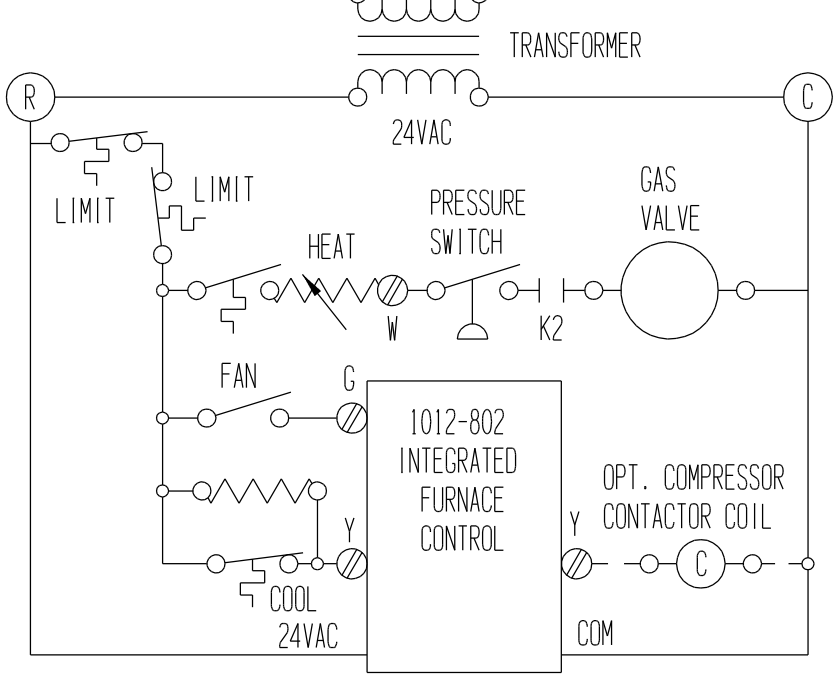 TRANSFORMER
R
C
24VAC
LIMIT
LIMIT
GAS
VALVE
PRESSURE
SWITCH
HEAT
W
K2
FAN
G
1012-802
INTEGRATED
FURNACE
CONTROL
OPT. COMPRESSOR
CONTACTOR COIL
Y
Y
C
COOL
24VAC
COM